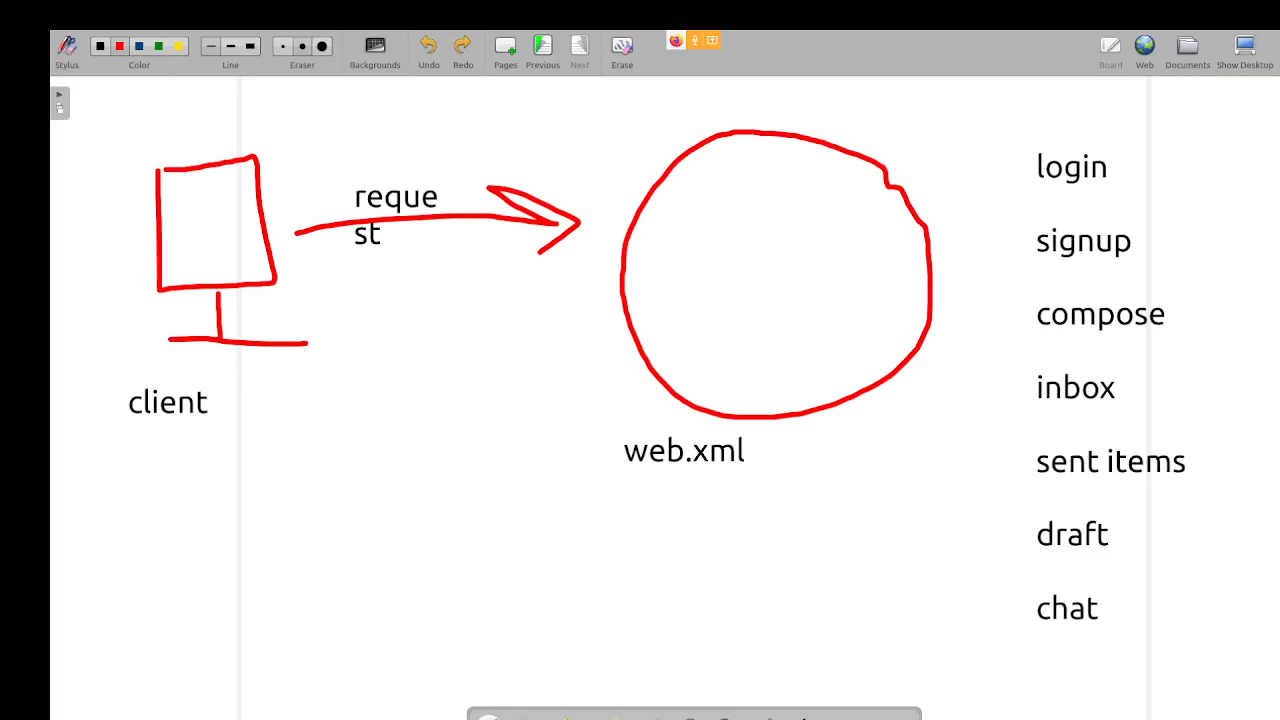 Stylus
Color
Line
Eraser
Backgrounds
Undo
Redo
Pages
Previous
Next
Erase
Board
Web
Documents
Show Desktop
reque
st
client
web.xml
login
signup
compose
inbox
sent items
draft
chat